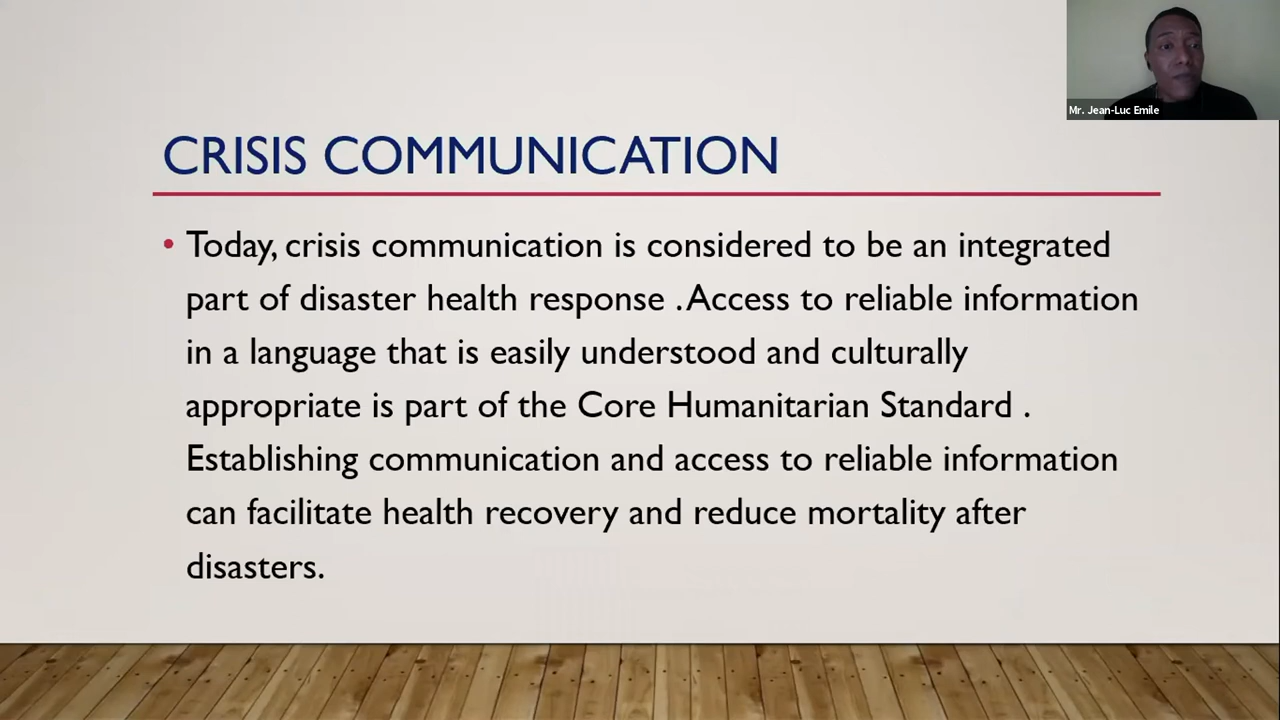 Mr. Jean-Luc Emile
CRISIS COMMUNICATION
• Today, crisis communication is considered to be an integrated
part of disaster health response . Access to reliable information
in a language that is easily understood and culturally
appropriate is part of the Core Humanitarian Standard .
Establishing communication and access to reliable information
can facilitate health recovery and reduce mortality after
disasters.